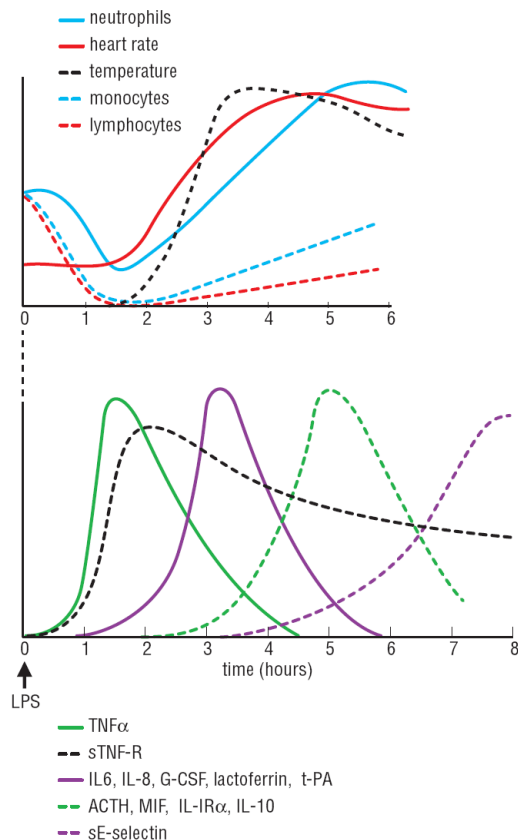 neutrophils
heart rate
temperature
monocytes
lymphocytes
0 1 2 3 4 5 6
0 1 2 3 4 5 6 7 8
time (hours)
LPS
TNFα
sTNF-R
IL6, IL-8, G-CSF, lactoferrin, t-PA
ACTH, MIF, IL-IRα, IL-10
sE-selectin